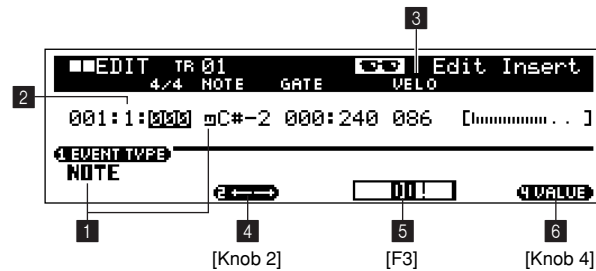 3
■■EDIT TR 01 Edit Insert
4/4 NOTE GATE VELO
2
001:1:000 C#-2 000:240 086
1 EVENT TYPE
NOTE
2 DO! 4 VALUE
1 4 5 6
[Knob 2] [F3] [Knob 4]